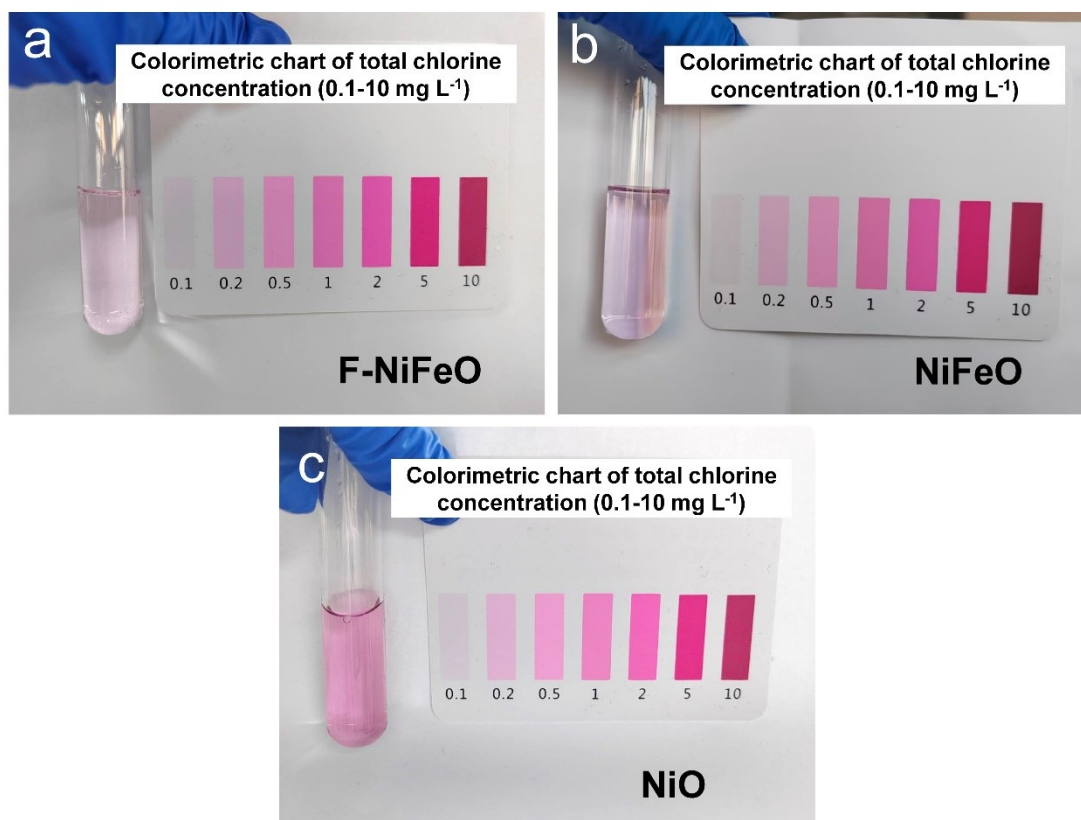 a
Colorimetric chart of total chlorine
concentration (0.1-10 mg L⁻¹)
0.1 0.2 0.5 1 2 5 10
F-NiFeO
b
Colorimetric chart of total chlorine
concentration (0.1-10 mg L⁻¹)
0.1 0.2 0.5 1 2 5 10
NiFeO
c
Colorimetric chart of total chlorine
concentration (0.1-10 mg L⁻¹)
0.1 0.2 0.5 1 2 5 10
NiO